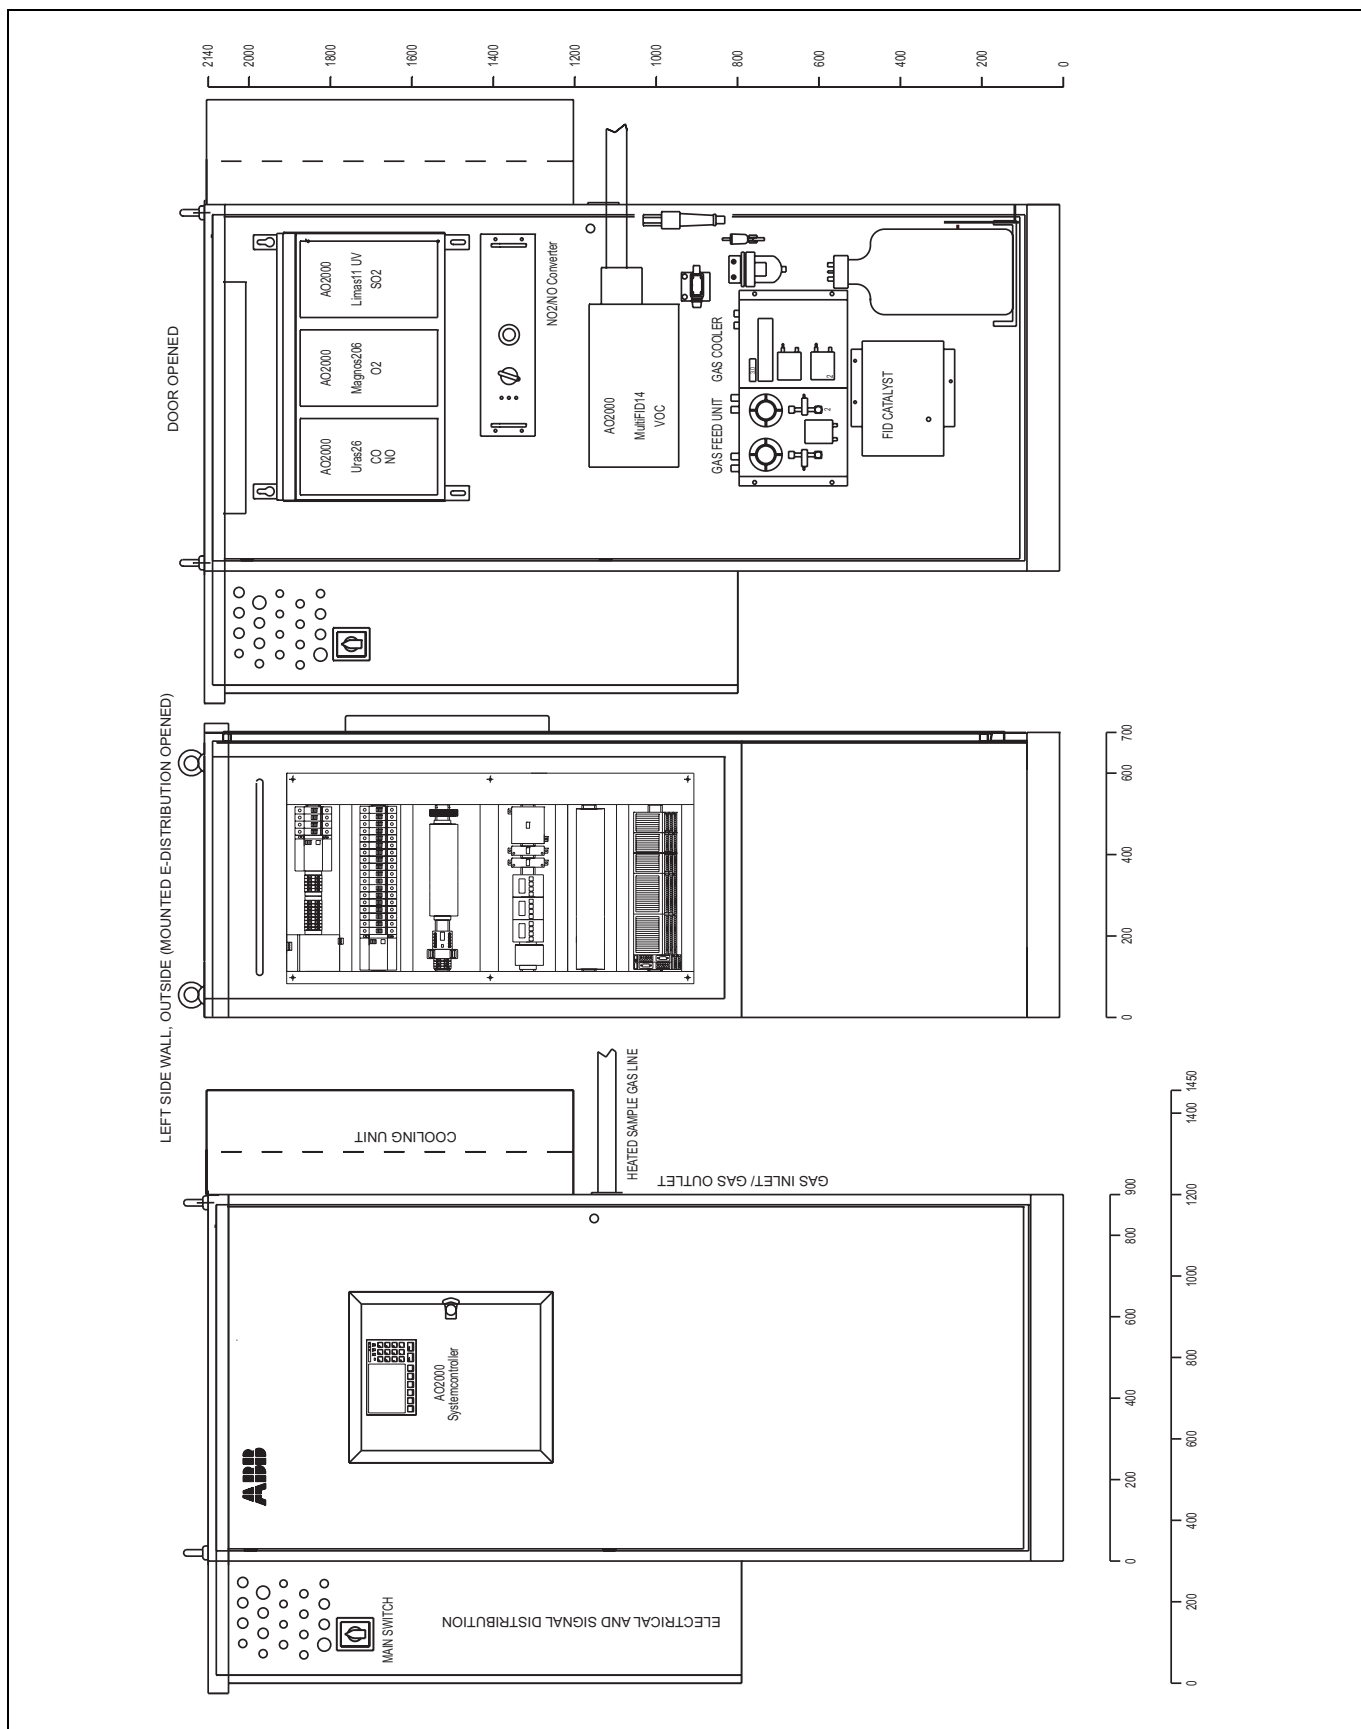 LEFT SIDE WALL, OUTSIDE (MOUNTED E-DISTRIBUTION OPENED)
DOOR OPENED
ABB
MAIN SWITCH
ELECTRICAL AND SIGNAL DISTRIBUTION
AO2000
Systemcontroller
COOLING UNIT
HEATED SAMPLE GAS LINE
GAS INLET/ GAS OUTLET
AO2000
Uras26
CO
NO
AO2000
Magnos206
O2
AO2000
Limas11 UV
SO2
NO2/NO Converter
AO2000
MultiFID14
VOC
GAS FEED UNIT
GAS COOLER
3.0
2
2
FID CATALYST
2140
2000
1800
1600
1400
1200
1000
800
600
400
200
0
0
200
400
600
800
900
0
200
400
600
700
0
200
400
600
800
1000
1200
1400
1450